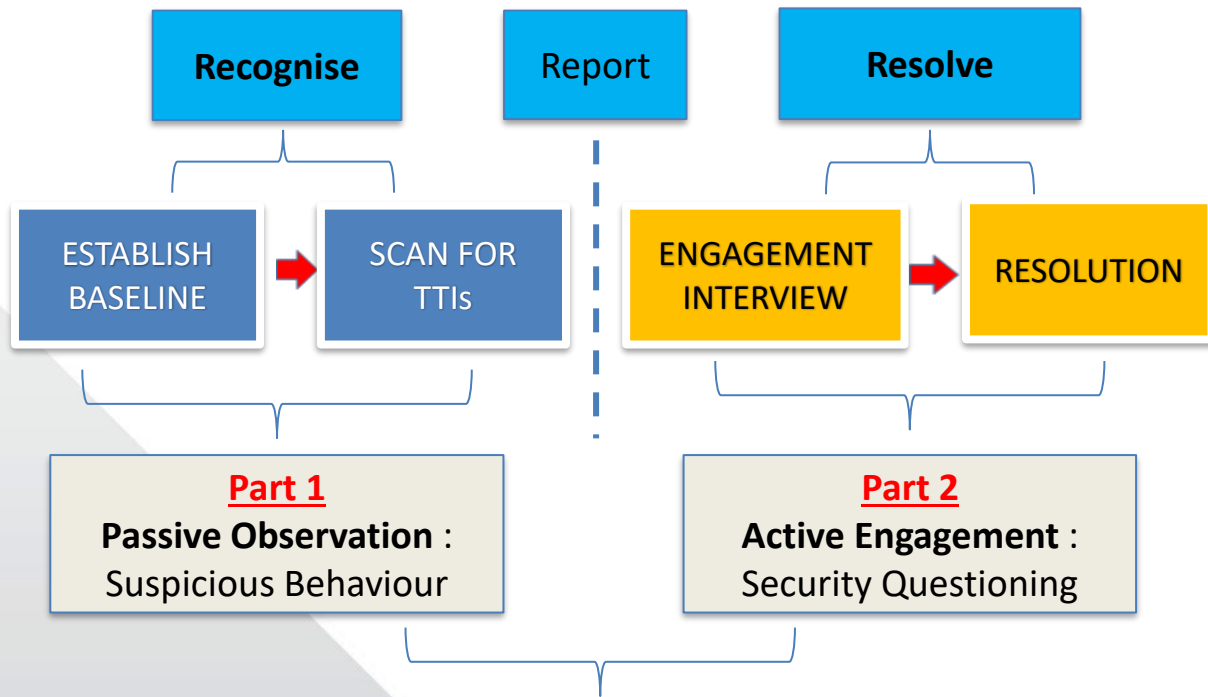 Recognise
Report
Resolve
ESTABLISH
BASELINE
SCAN FOR
TTIs
ENGAGEMENT
INTERVIEW
RESOLUTION
Part 1
Passive Observation :
Suspicious Behaviour
Part 2
Active Engagement :
Security Questioning